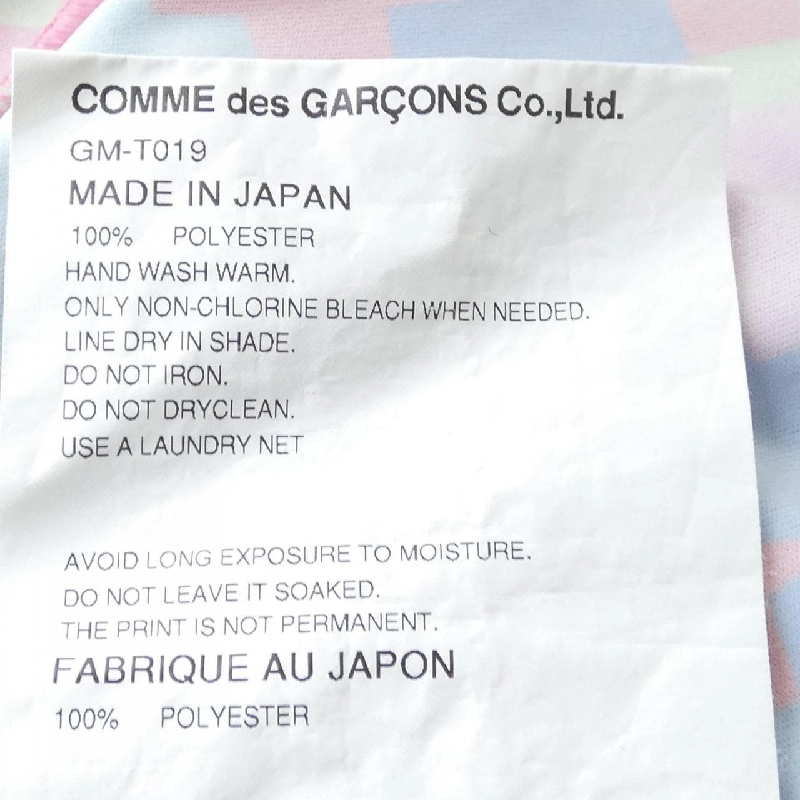 COMME des GARÇONS Co.,Ltd.
GM-T019
MADE IN JAPAN
100% POLYESTER
HAND WASH WARM.
ONLY NON-CHLORINE BLEACH WHEN NEEDED.
LINE DRY IN SHADE.
DO NOT IRON.
DO NOT DRYCLEAN.
USE A LAUNDRY NET
AVOID LONG EXPOSURE TO MOISTURE.
DO NOT LEAVE IT SOAKED.
THE PRINT IS NOT PERMANENT.
FABRIQUE AU JAPON
100% POLYESTER